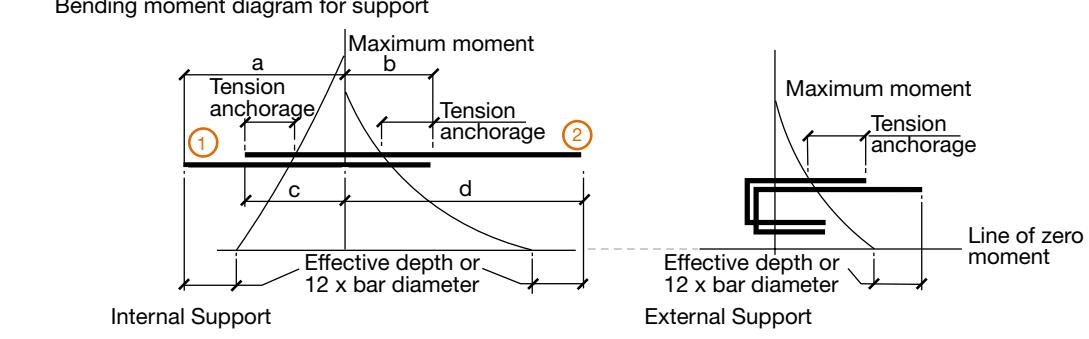 Bending moment diagram for support
Maximum moment
a
b
Tension
anchorage
Tension
anchorage
1
2
c
d
Effective depth or
12 x bar diameter
Internal Support
Maximum moment
Tension
anchorage
Line of zero
moment
Effective depth or
12 x bar diameter
External Support